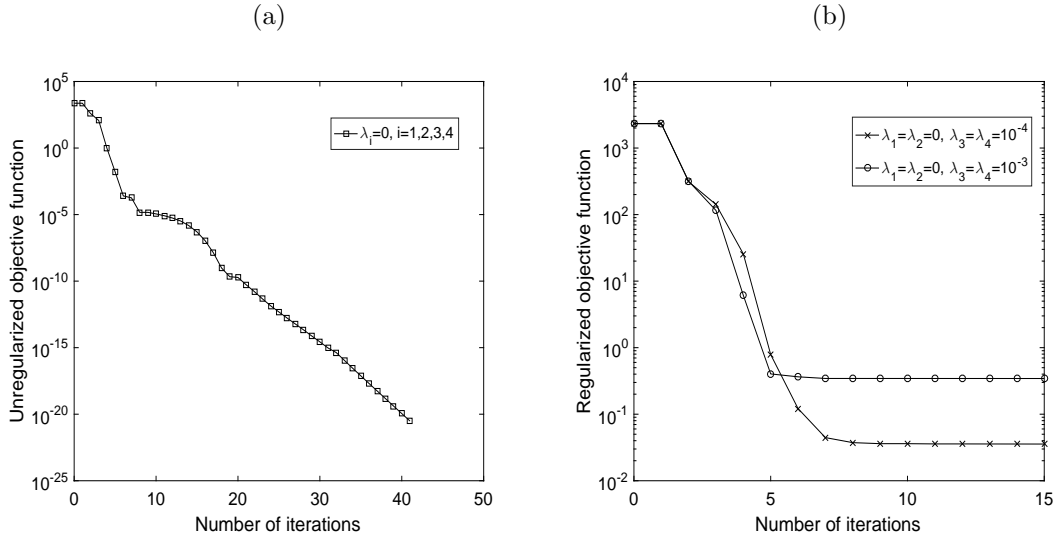 (a)
(b)
Unregularized objective function
10^5
10^0
10^-5
10^-10
10^-15
10^-20
10^-25
λ_i=0, i=1,2,3,4
0 10 20 30 40 50
Number of iterations
Regularized objective function
10^4
10^3
10^2
10^1
10^0
10^-1
10^-2
λ_1=λ_2=0, λ_3=λ_4=10^-4
λ_1=λ_2=0, λ_3=λ_4=10^-3
0 5 10 15
Number of iterations